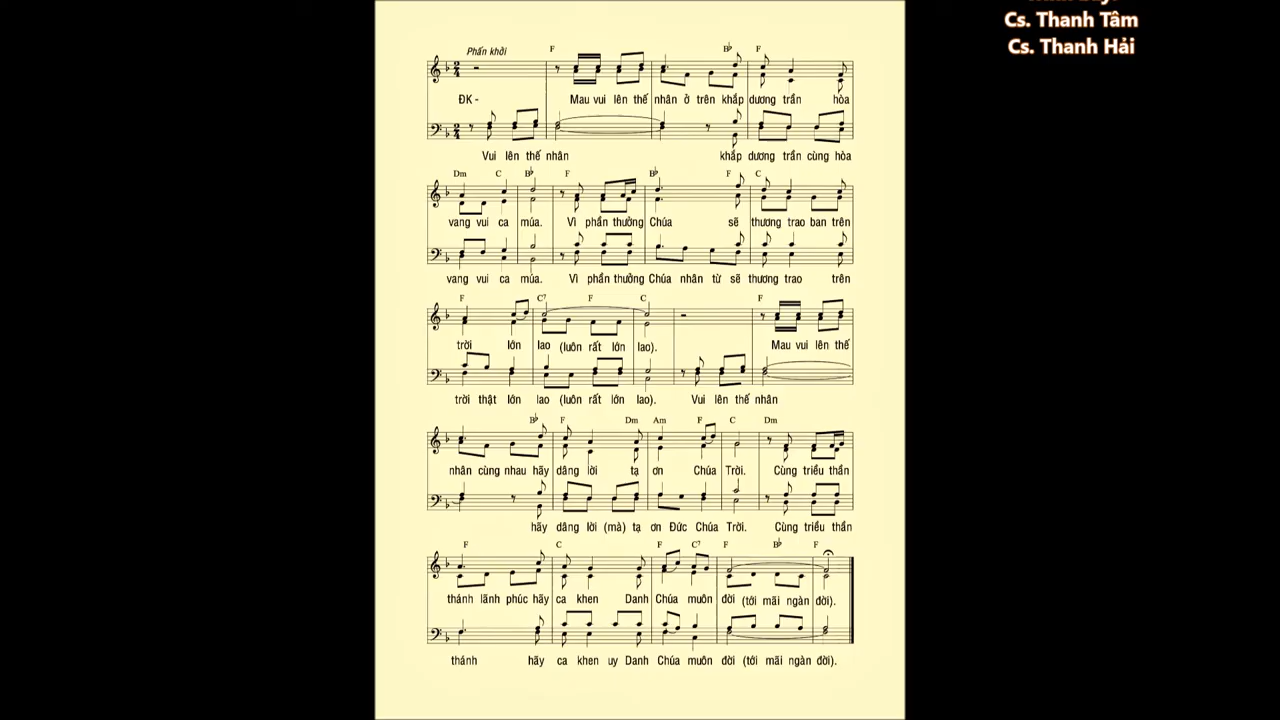 Cs. Thanh Tâm
Cs. Thanh Hải
Phấn khởi
F B♭ F
ĐK - Mau vui lên thế nhân ở trên khắp dương trần hòa
Vui lên thế nhân khắp dương trần cùng hòa
Dm C B♭ F B♭ F C
vang vui ca múa. Vì phần thưởng Chúa sẽ thương trao ban trên
vang vui ca múa. Vì phần thưởng Chúa nhân từ sẽ thương trao trên
F C7 F C F
trời lớn lao (luôn rất lớn lao). Mau vui lên thế
trời thật lớn lao (luôn rất lớn lao). Vui lên thế nhân
B♭ F Dm Am F C Dm
nhân cùng nhau hãy dâng lời tạ ơn Chúa Trời. Cùng triều thần
hãy dâng lời (mà) tạ ơn Đức Chúa Trời. Cùng triều thần
F C F C7 F B♭ F
thánh lãnh phúc hãy ca khen Danh Chúa muôn đời (tới mãi ngàn đời).
thánh hãy ca khen uy Danh Chúa muôn đời (tới mãi ngàn đời).